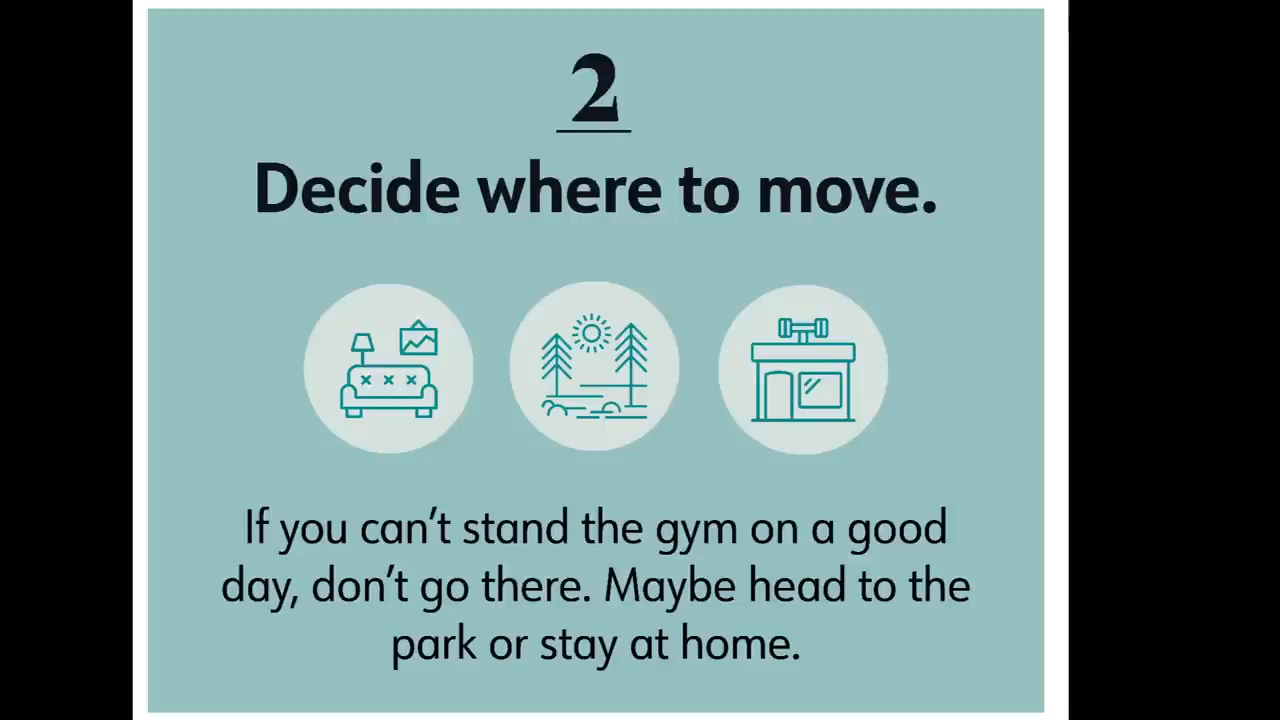 2
Decide where to move.
If you can’t stand the gym on a good
day, don’t go there. Maybe head to the
park or stay at home.